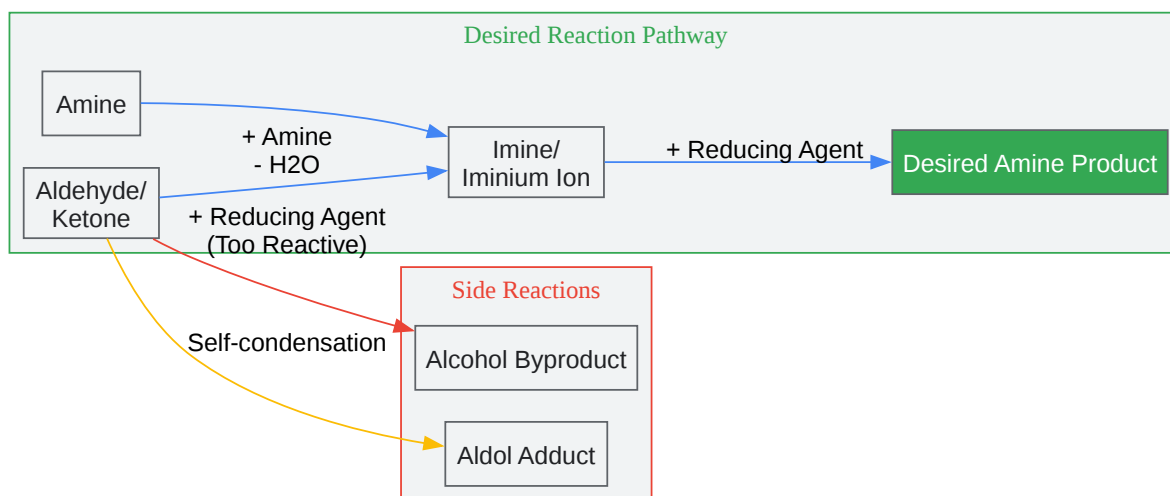 Desired Reaction Pathway
Amine
+ Amine
- H2O
Imine/
Iminium Ion
+ Reducing Agent
Desired Amine Product
Aldehyde/
Ketone
+ Reducing Agent
(Too Reactive)
Side Reactions
Self-condensation
Alcohol Byproduct
Aldol Adduct